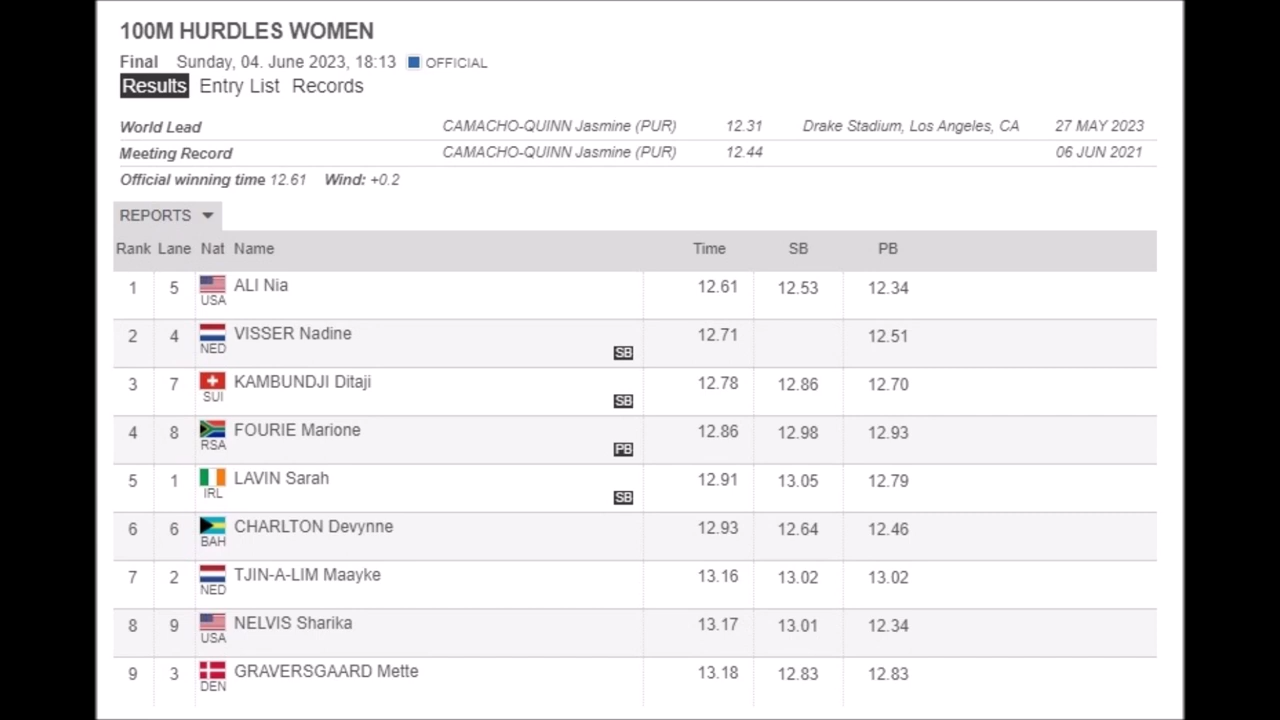 100M HURDLES WOMEN
Final Sunday, 04. June 2023, 18:13 OFFICIAL
Results Entry List Records
World Lead CAMACHO-QUINN Jasmine (PUR) 12.31 Drake Stadium, Los Angeles, CA 27 MAY 2023
Meeting Record CAMACHO-QUINN Jasmine (PUR) 12.44 06 JUN 2021
Official winning time 12.61 Wind: +0.2
REPORTS
Rank Lane Nat Name Time SB PB
1 5 USA ALI Nia 12.61 12.53 12.34
2 4 NED VISSER Nadine SB 12.71 12.51
3 7 SUI KAMBUNDJI Ditaji SB 12.78 12.86 12.70
4 8 RSA FOURIE Marione PB 12.86 12.98 12.93
5 1 IRL LAVIN Sarah SB 12.91 13.05 12.79
6 6 BAH CHARLTON Devynne 12.93 12.64 12.46
7 2 NED TJIN-A-LIM Maayke 13.16 13.02 13.02
8 9 USA NELVIS Sharika 13.17 13.01 12.34
9 3 DEN GRAVERSGAARD Mette 13.18 12.83 12.83